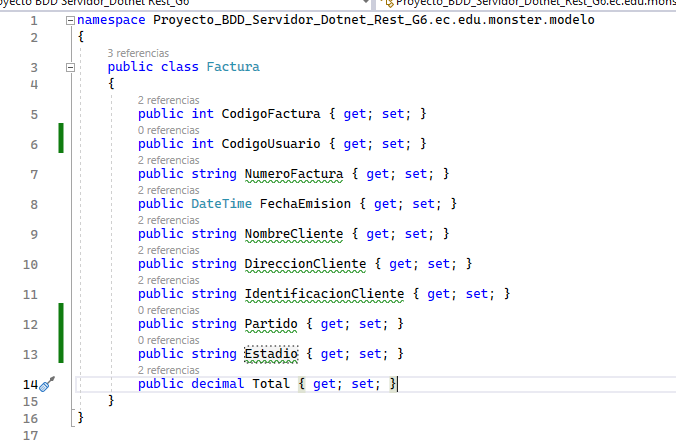 oyecto BDD Servidor_Dotnet Rest_G6
Proyecto_BDD_Servidor_Dotnet_Rest_G6.ec.edu.mons
1 namespace Proyecto_BDD_Servidor_Dotnet_Rest_G6.ec.edu.monster.modelo
2 {
3 referencias
3 public class Factura
4 {
2 referencias
5 public int CodigoFactura { get; set; }
0 referencias
6 public int CodigoUsuario { get; set; }
2 referencias
7 public string NumeroFactura { get; set; }
2 referencias
8 public DateTime FechaEmision { get; set; }
2 referencias
9 public string NombreCliente { get; set; }
2 referencias
10 public string DireccionCliente { get; set; }
2 referencias
11 public string IdentificacionCliente { get; set; }
0 referencias
12 public string Partido { get; set; }
0 referencias
13 public string Estadio { get; set; }
2 referencias
14 public decimal Total { get; set; }
15 }
16 }
17